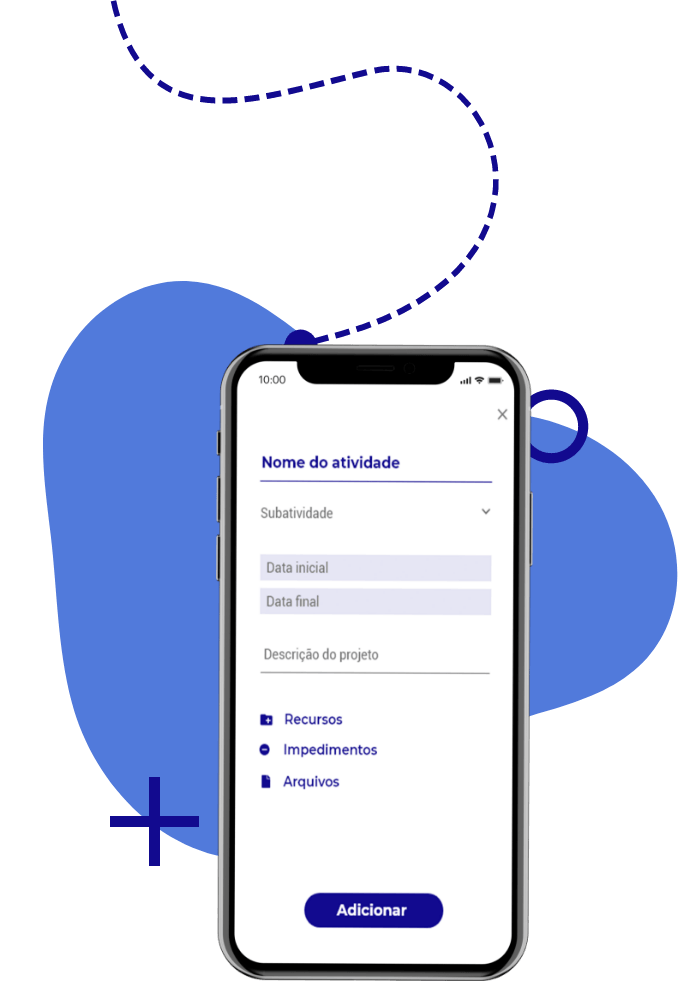 10:00
Nome do atividade
Subatividade
Data inicial
Data final
Descrição do projeto
Recursos
Impedimentos
Arquivos
Adicionar